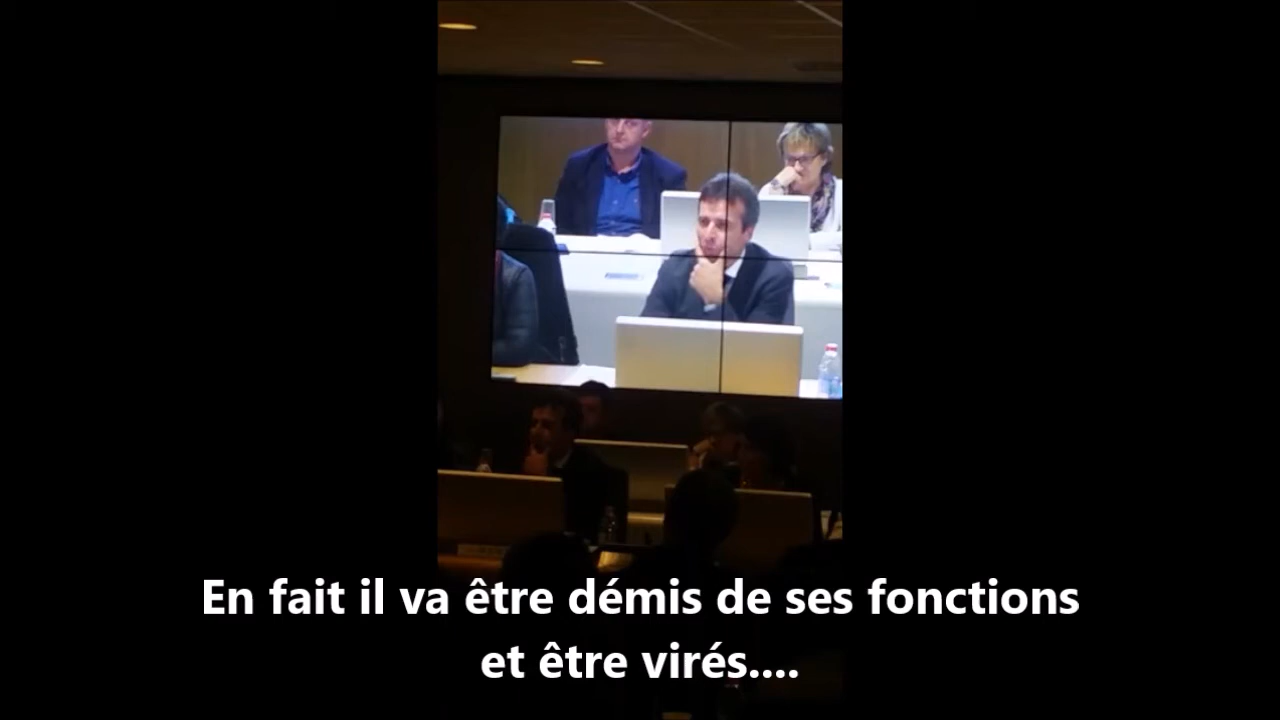 En fait il va être démis de ses fonctions
et être virés....